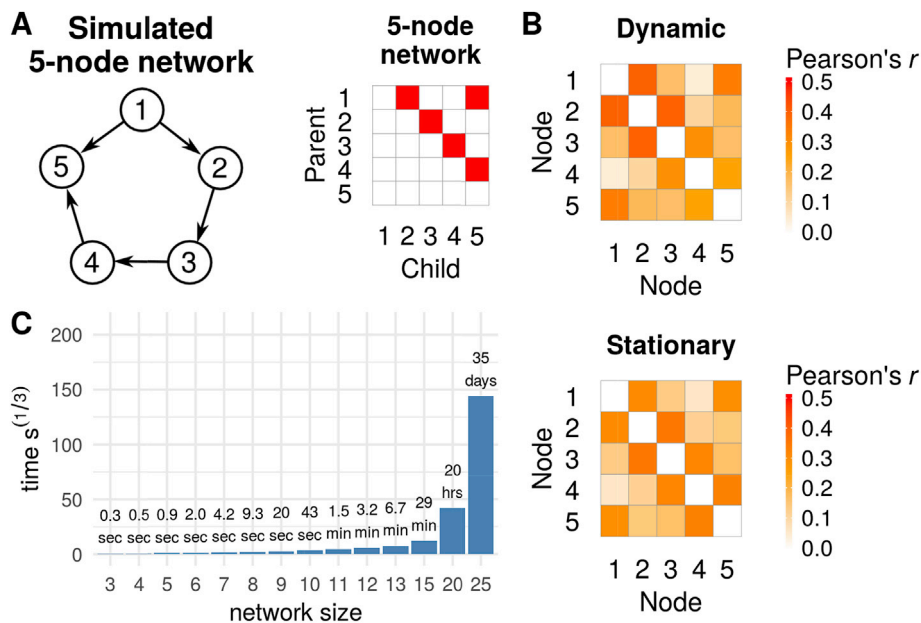 A
Simulated
5-node network
1
5
2
4
3
5-node
network
Parent
1
2
3
4
5
1 2 3 4 5
Child
B
Dynamic
Node
1
2
3
4
5
1 2 3 4 5
Node
Pearson's r
0.5
0.4
0.3
0.2
0.1
0.0
Stationary
Node
1
2
3
4
5
1 2 3 4 5
Node
Pearson's r
0.5
0.4
0.3
0.2
0.1
0.0
C
time s(1/3)
200
150
100
50
0
0.3 sec
0.5 sec
0.9 sec
2.0 sec
4.2 sec
9.3 sec
20 sec
43 sec
1.5 min
3.2 min
6.7 min
29 min
20 hrs
35 days
3 4 5 6 7 8 9 10 11 12 13 15 20 25
network size